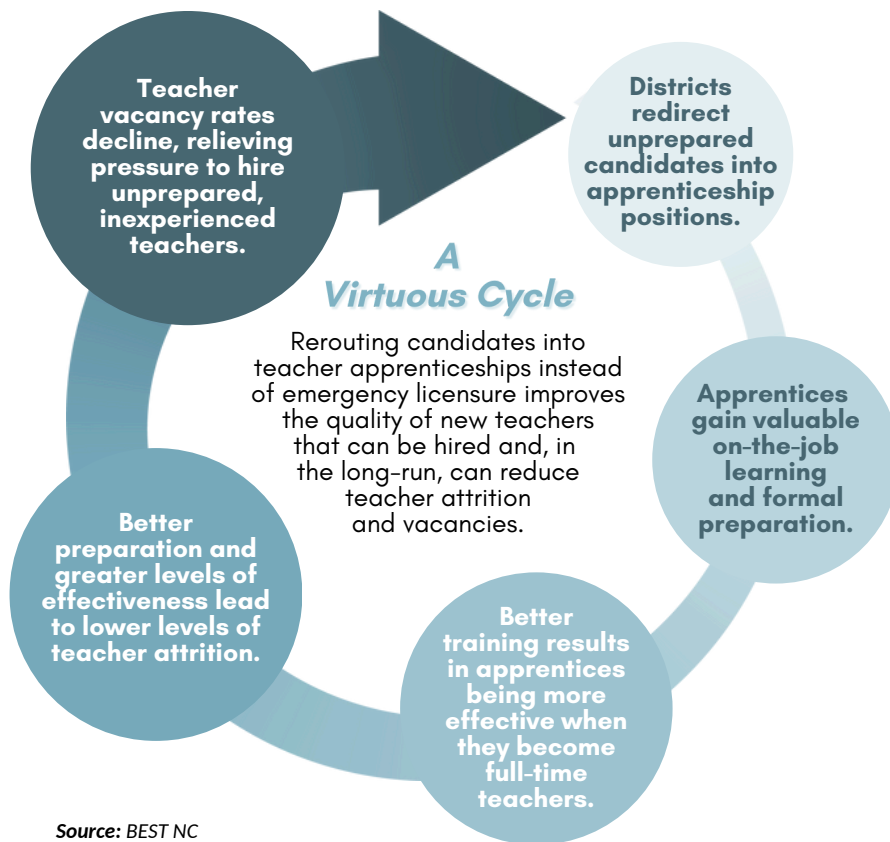 Teacher
vacancy rates
decline, relieving
pressure to hire
unprepared,
inexperienced
teachers.
Districts
redirect
unprepared
candidates into
apprenticeship
positions.
A
Virtuous Cycle
Rerouting candidates into
teacher apprenticeships instead
of emergency licensure improves
the quality of new teachers
that can be hired and, in
the long-run, can reduce
teacher attrition
and vacancies.
Apprentices
gain valuable
on-the-job
learning
and formal
preparation.
Better
preparation and
greater levels of
effectiveness lead
to lower levels of
teacher attrition.
Better
training results
in apprentices
being more
effective when
they become
full-time
teachers.
Source: BEST NC